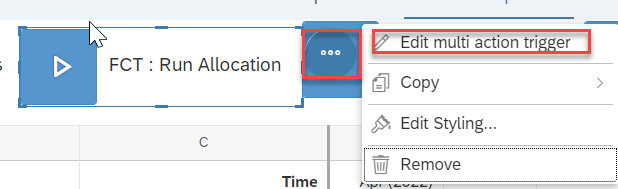 s
FCT : Run Allocation
Edit multi action trigger
Copy
Edit Styling...
Remove
C
Time
Apr (2022)